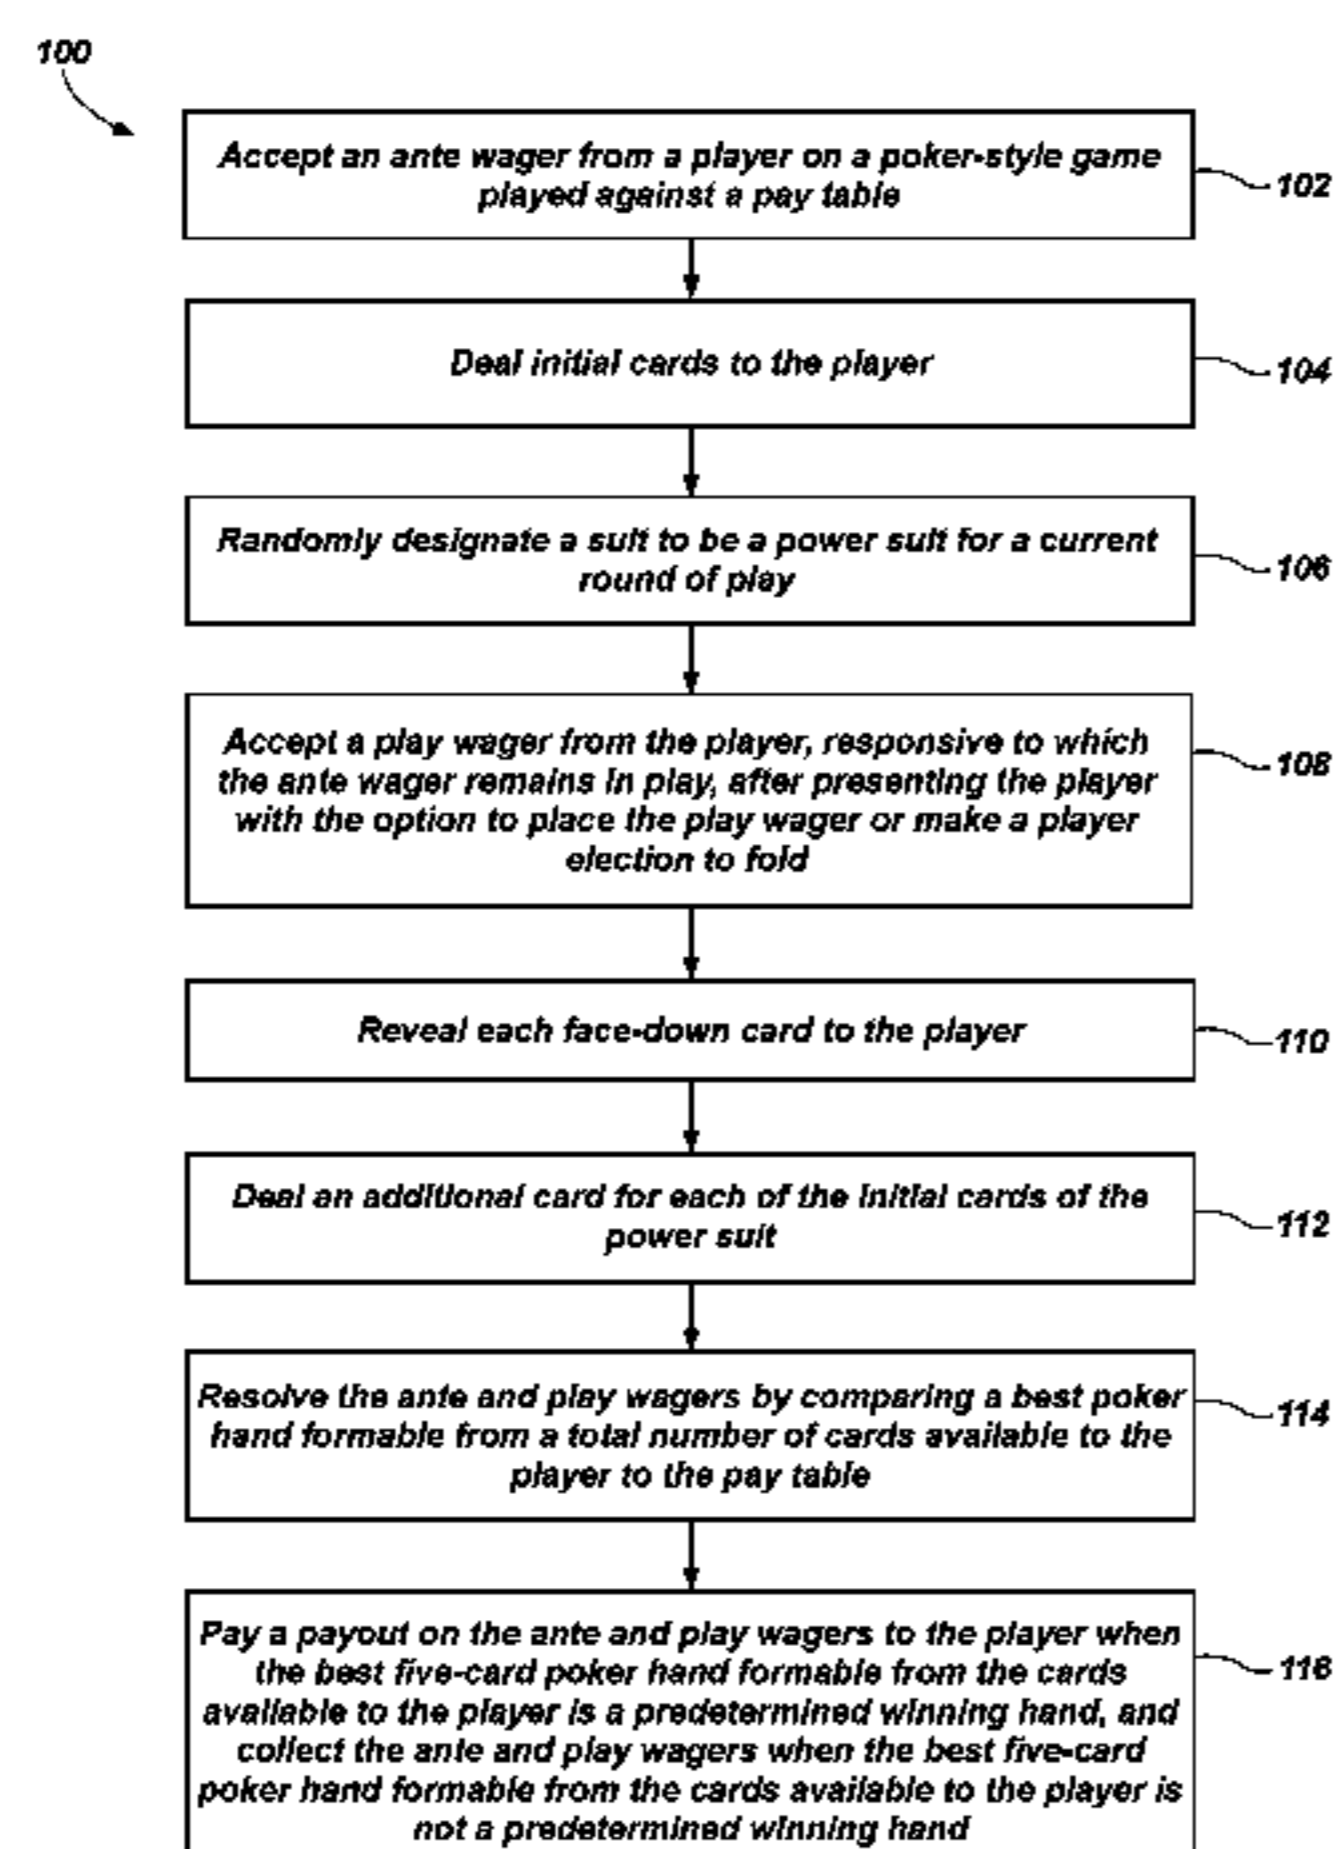 100
Accept an ante wager from a player on a poker-style game
played against a pay table
102
Deal initial cards to the player
104
Randomly designate a suit to be a power suit for a current
round of play
106
Accept a play wager from the player, responsive to which
the ante wager remains in play, after presenting the player
with the option to place the play wager or make a player
election to fold
108
Reveal each face-down card to the player
110
Deal an additional card for each of the initial cards of the
power suit
112
Resolve the ante and play wagers by comparing a best poker
hand formable from a total number of cards available to the
player to the pay table
114
Pay a payout on the ante and play wagers to the player when
the best five-card poker hand formable from the cards
available to the player is a predetermined winning hand, and
collect the ante and play wagers when the best five-card
poker hand formable from the cards available to the player is
not a predetermined winning hand
116